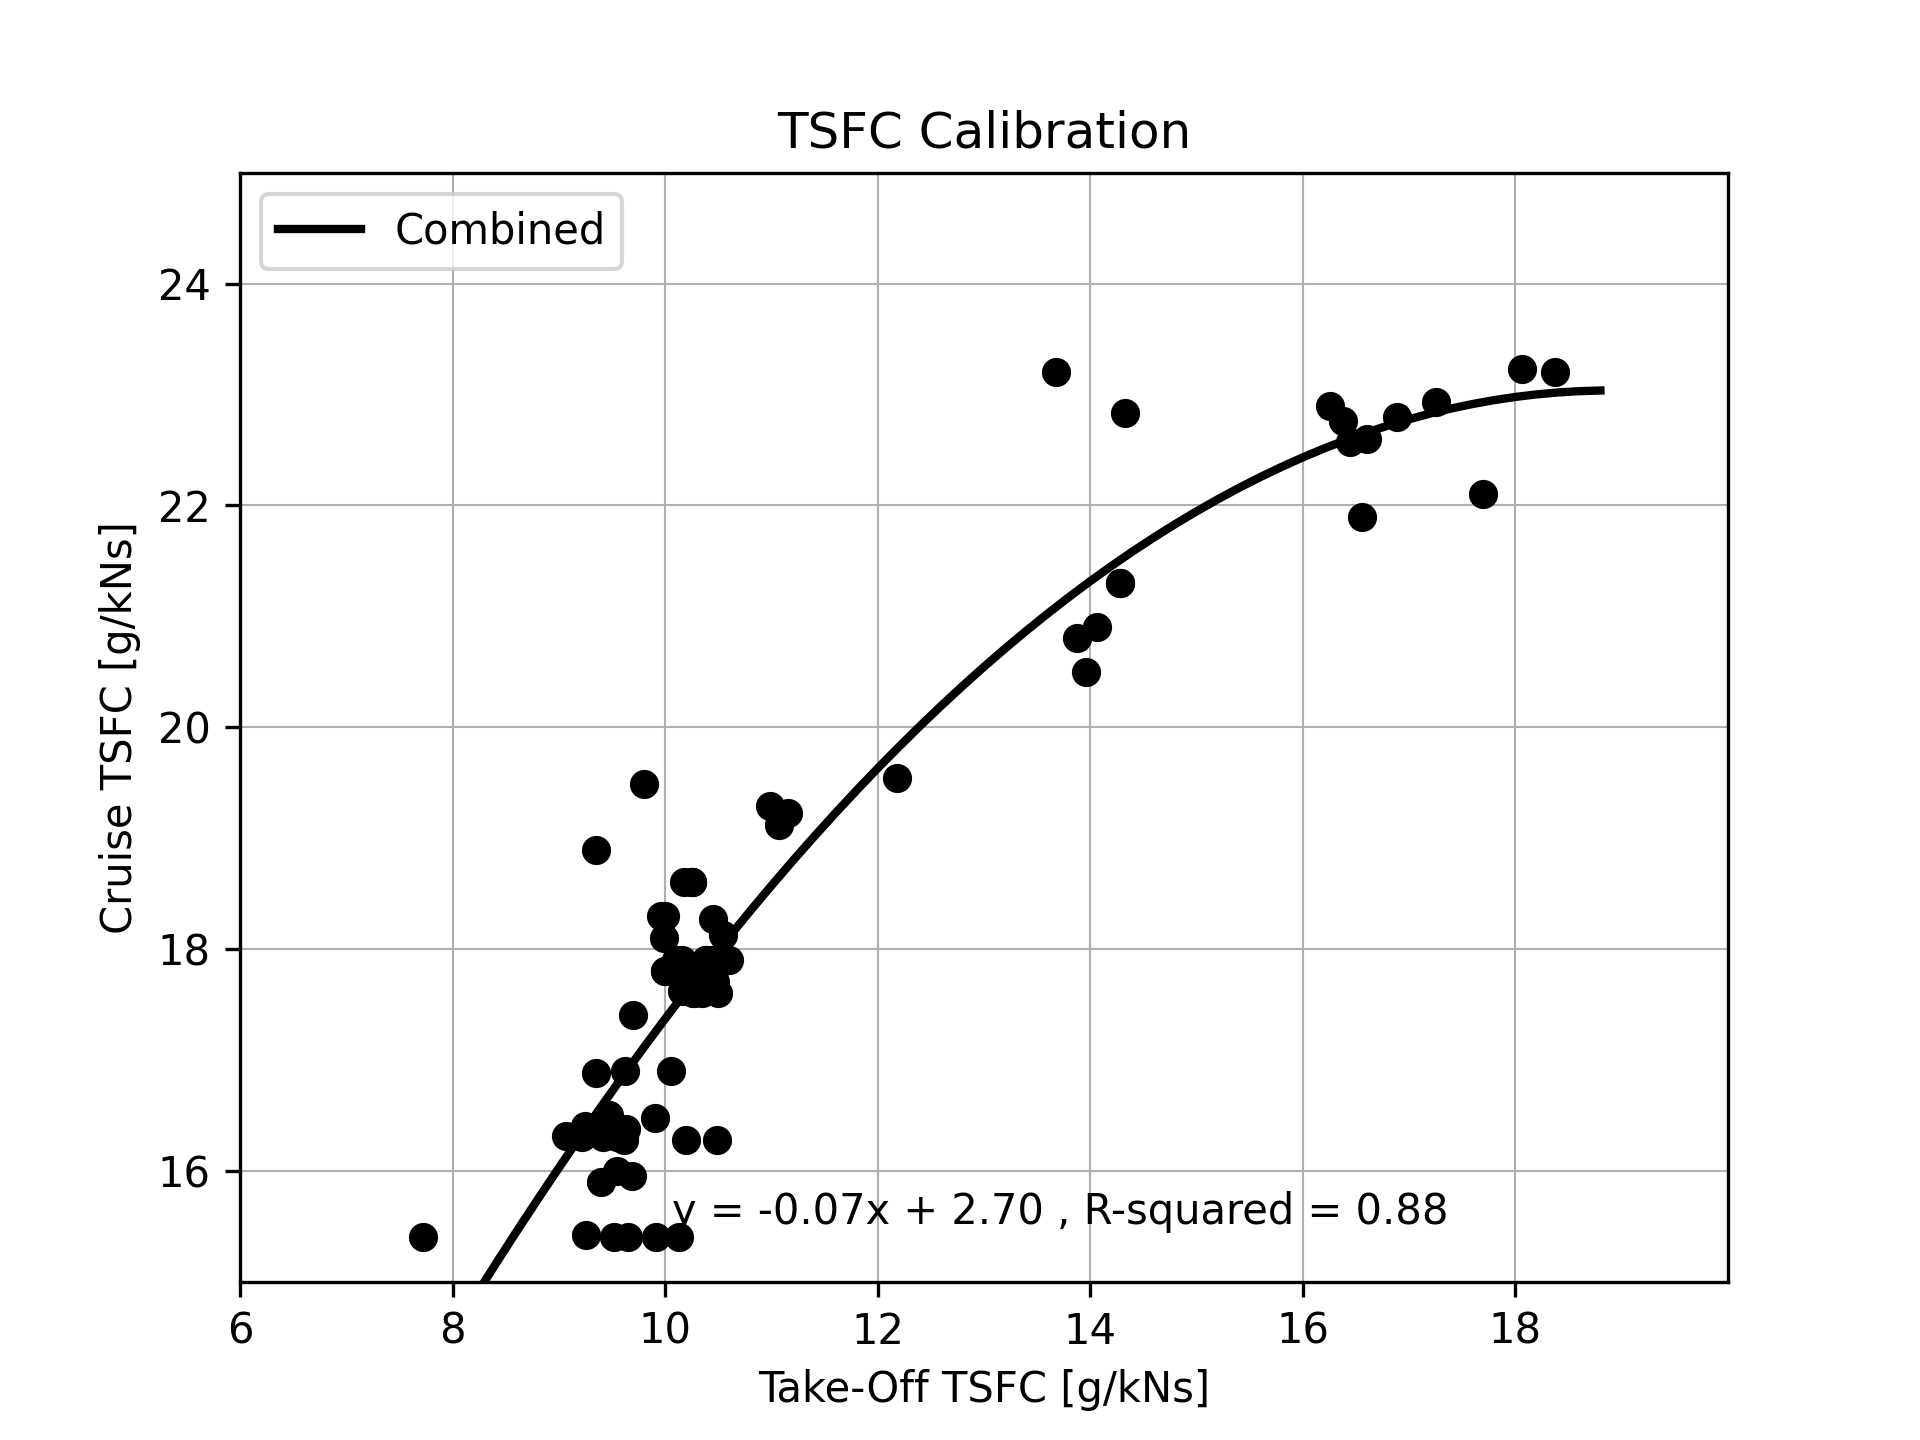 TSFC Calibration
Combined
24
22
20
18
16
Cruise TSFC [g/kNs]
y = -0.07x + 2.70 , R-squared = 0.88
6 8 10 12 14 16 18
Take-Off TSFC [g/kNs]